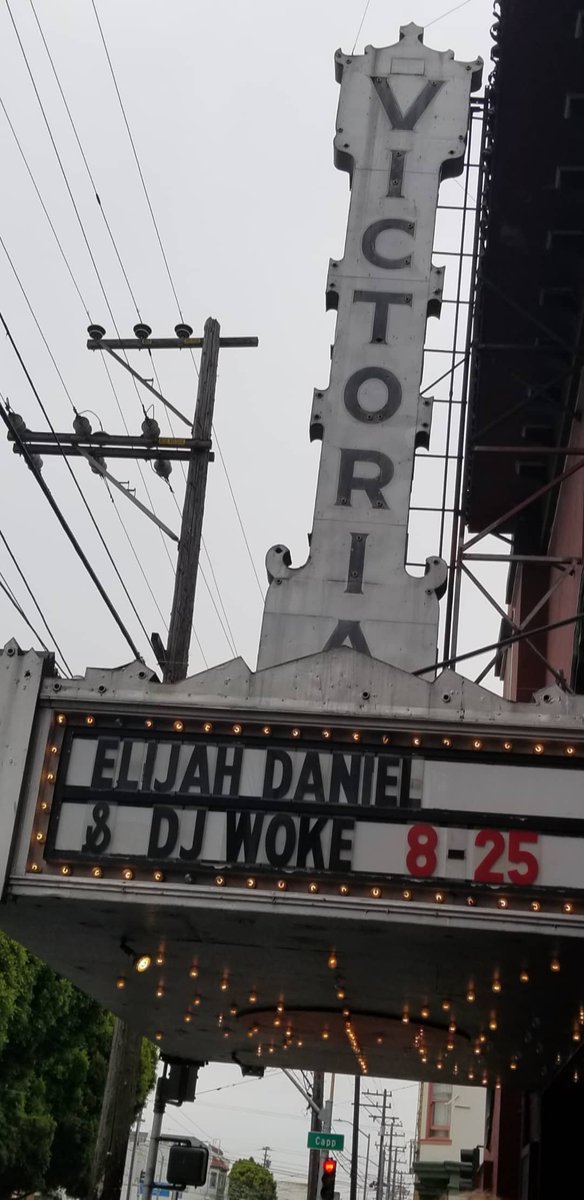 VICTORIA
ELIJAH DANIEL
& DJ WOKE 8-25
Capp